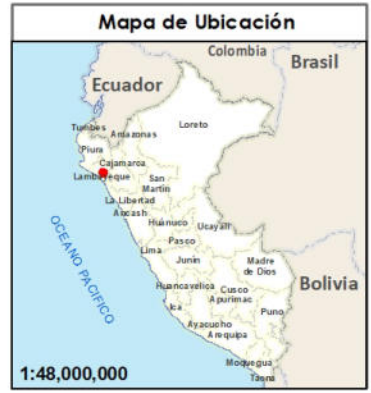 Mapa de Ubicación
Colombia
Brasil
Ecuador
Tumbes
Amazonas
Loreto
Piura
Cajamarca
Lambayeque
San
Martin
La Libertad
Ancash
Huánuco
Ucayali
Pasco
Lima
Junín
Madre
de Dios
OCEANO PACIFICO
Huancavelica
Cusco
Bolivia
Apurimac
Ica
Puno
Ayacucho
Arequipa
Moquegua
Tacna
1:48,000,000